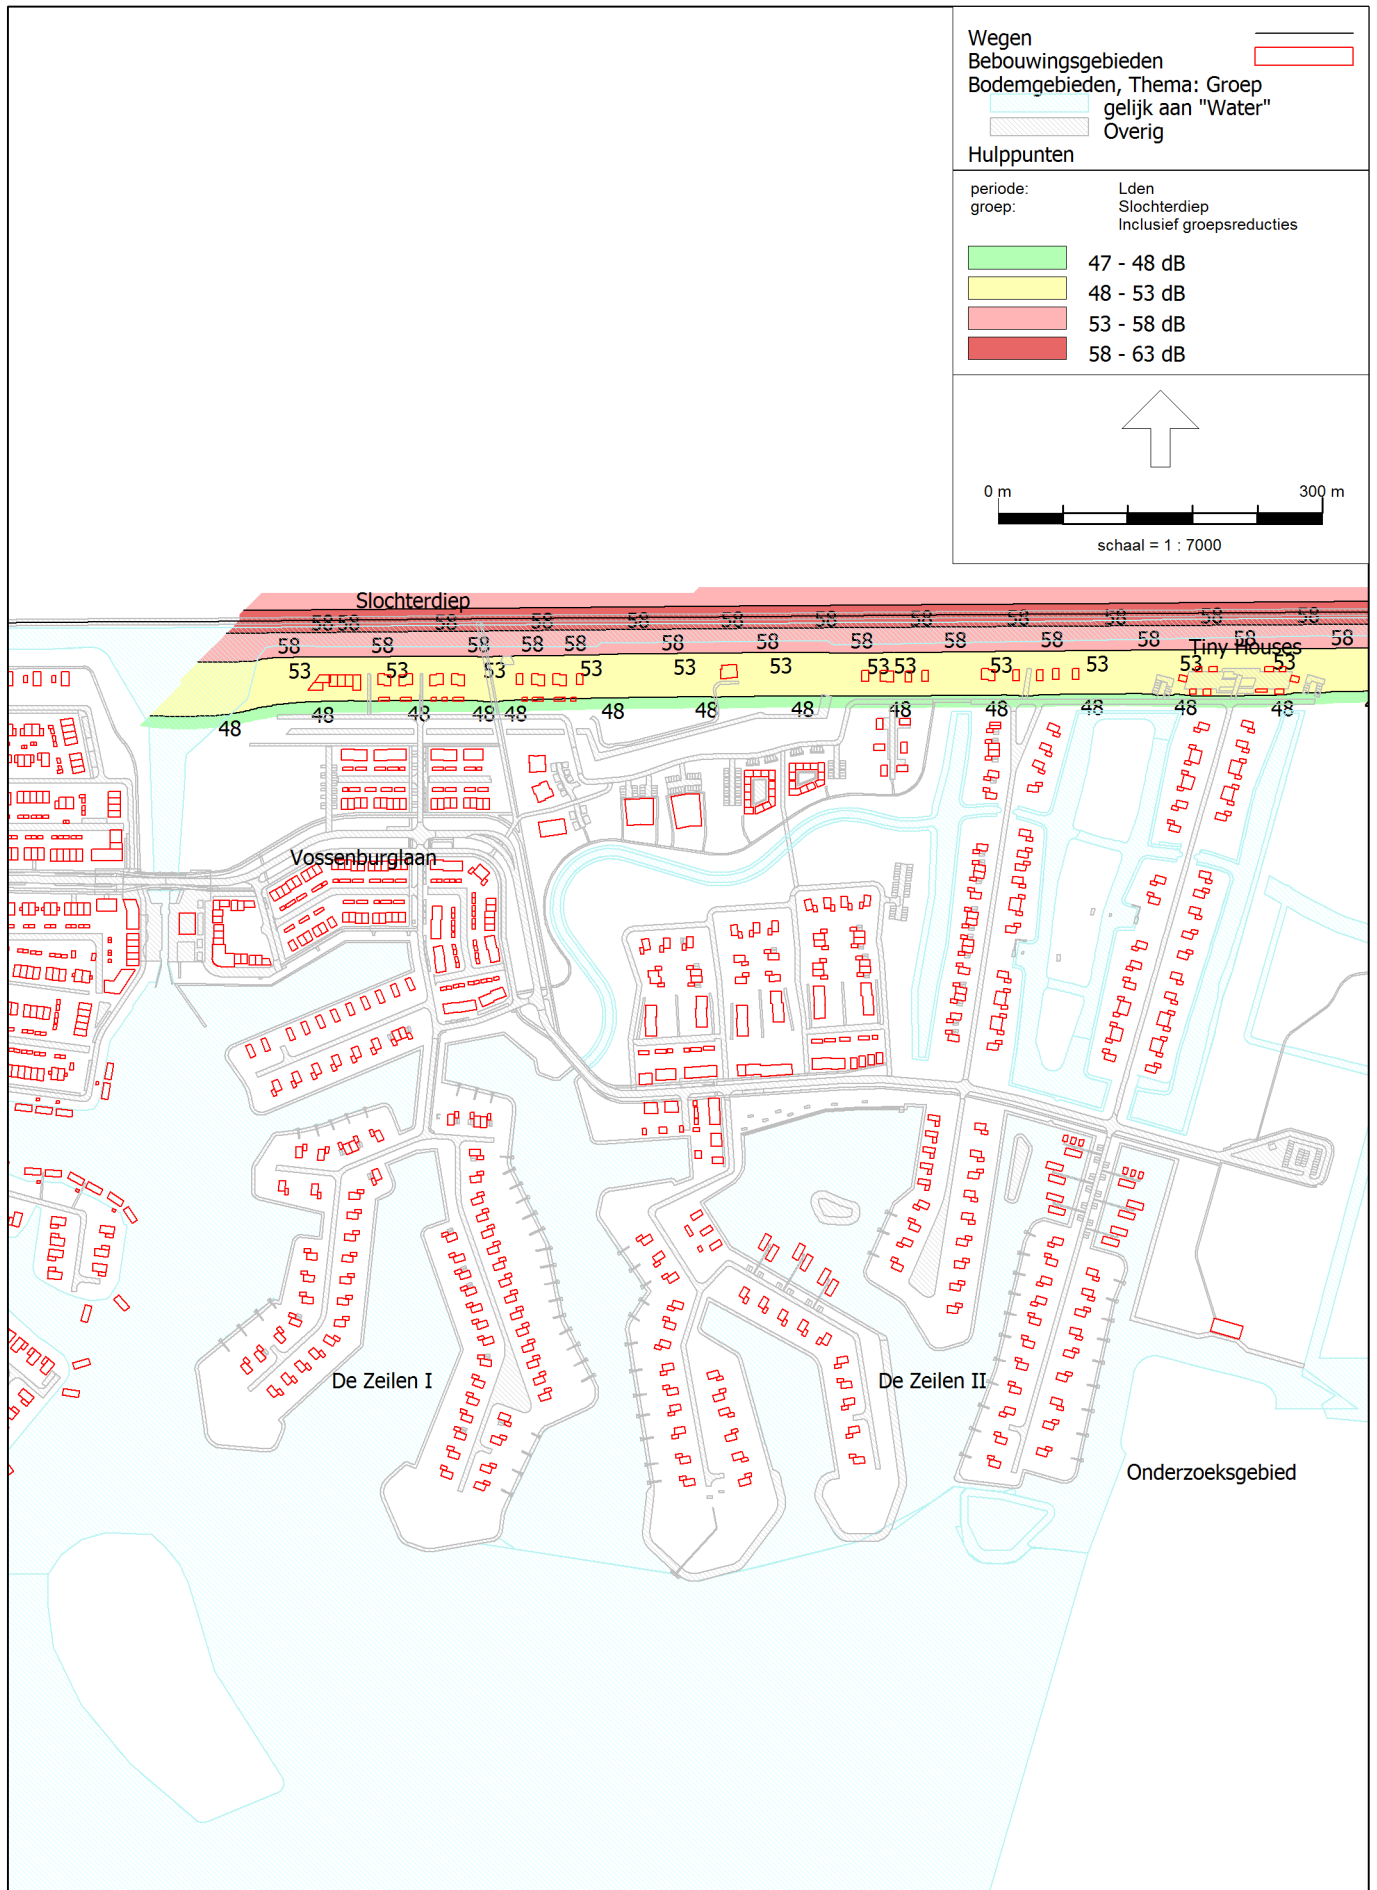 Wegen
Bebouwingsgebieden
Bodemgebieden, Thema: Groep
gelijk aan "Water"
Overig
Hulppunten
periode: Lden
groep: Slochterdiep
Inclusief groepsreducties
47 - 48 dB
48 - 53 dB
53 - 58 dB
58 - 63 dB
0 m 300 m
schaal = 1 : 7000
Slochterdiep
58 58 58 58 58 58 58 58 58 58 58 58
58 58 58 58 58 58 58 58 58 58 58 58 58
Tiny Houses
53 53 53 53 53 53 53 53 53 53 53 53
48 48 48 48 48 48 48 48 48 48 48 48 48
Vossenburglaan
De Zeilen I
De Zeilen II
Onderzoeksgebied